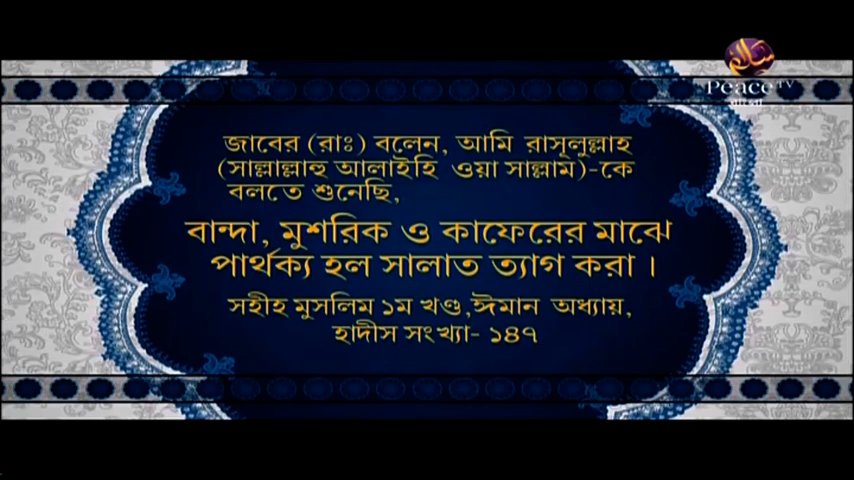 Peace TV
বাংলা
জাবের (রাঃ) বলেন, আমি রাসূলুল্লাহ
(সাল্লাল্লাহু আলাইহি ওয়া সাল্লাম)-কে
বলতে শুনেছি,
বান্দা, মুশরিক ও কাফেরের মাঝে
পার্থক্য হল সালাত ত্যাগ করা ।
সহীহ মুসলিম ১ম খণ্ড,ঈমান অধ্যায়,
হাদীস সংখ্যা- ১৪৭